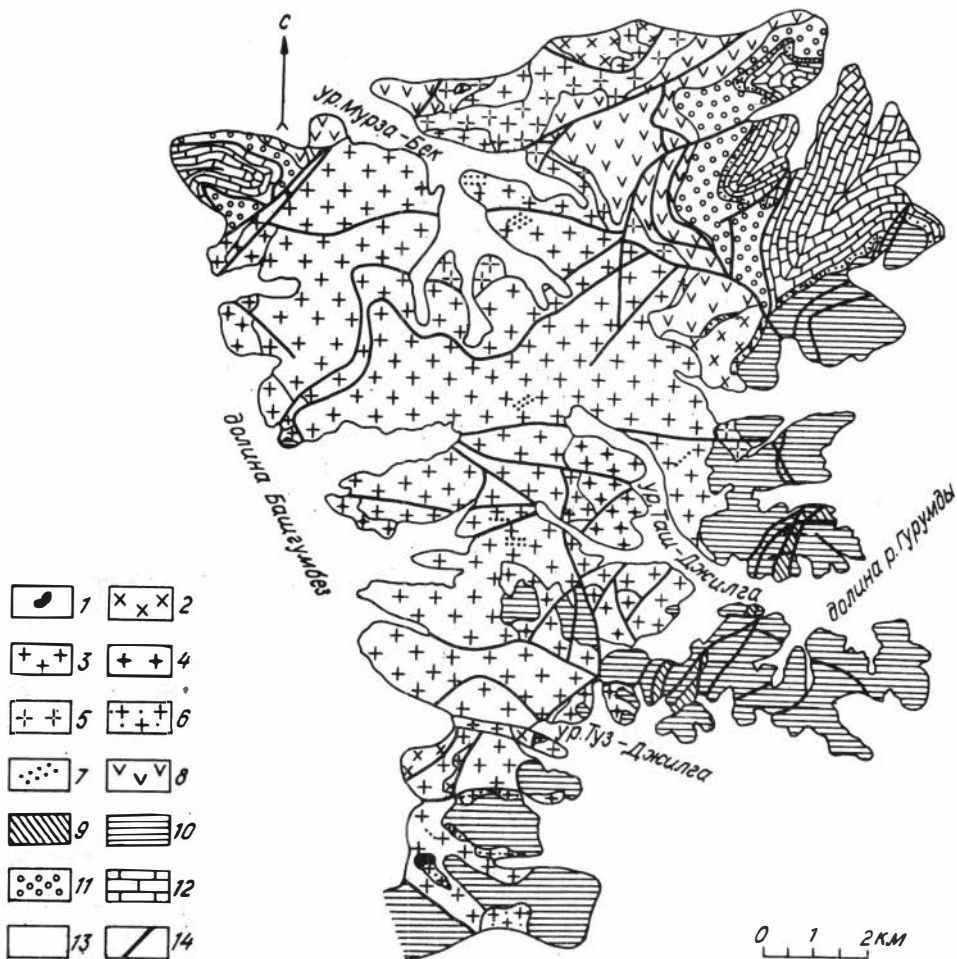 С
ур. Мурза-Бек
долина Башгумбез
ур. Таш-Джилга
долина р. Гурумды
ур. Туз-Джилга
1 2
3 4
5 6
7 8
9 10
11 12
13 14
0 1 2 км